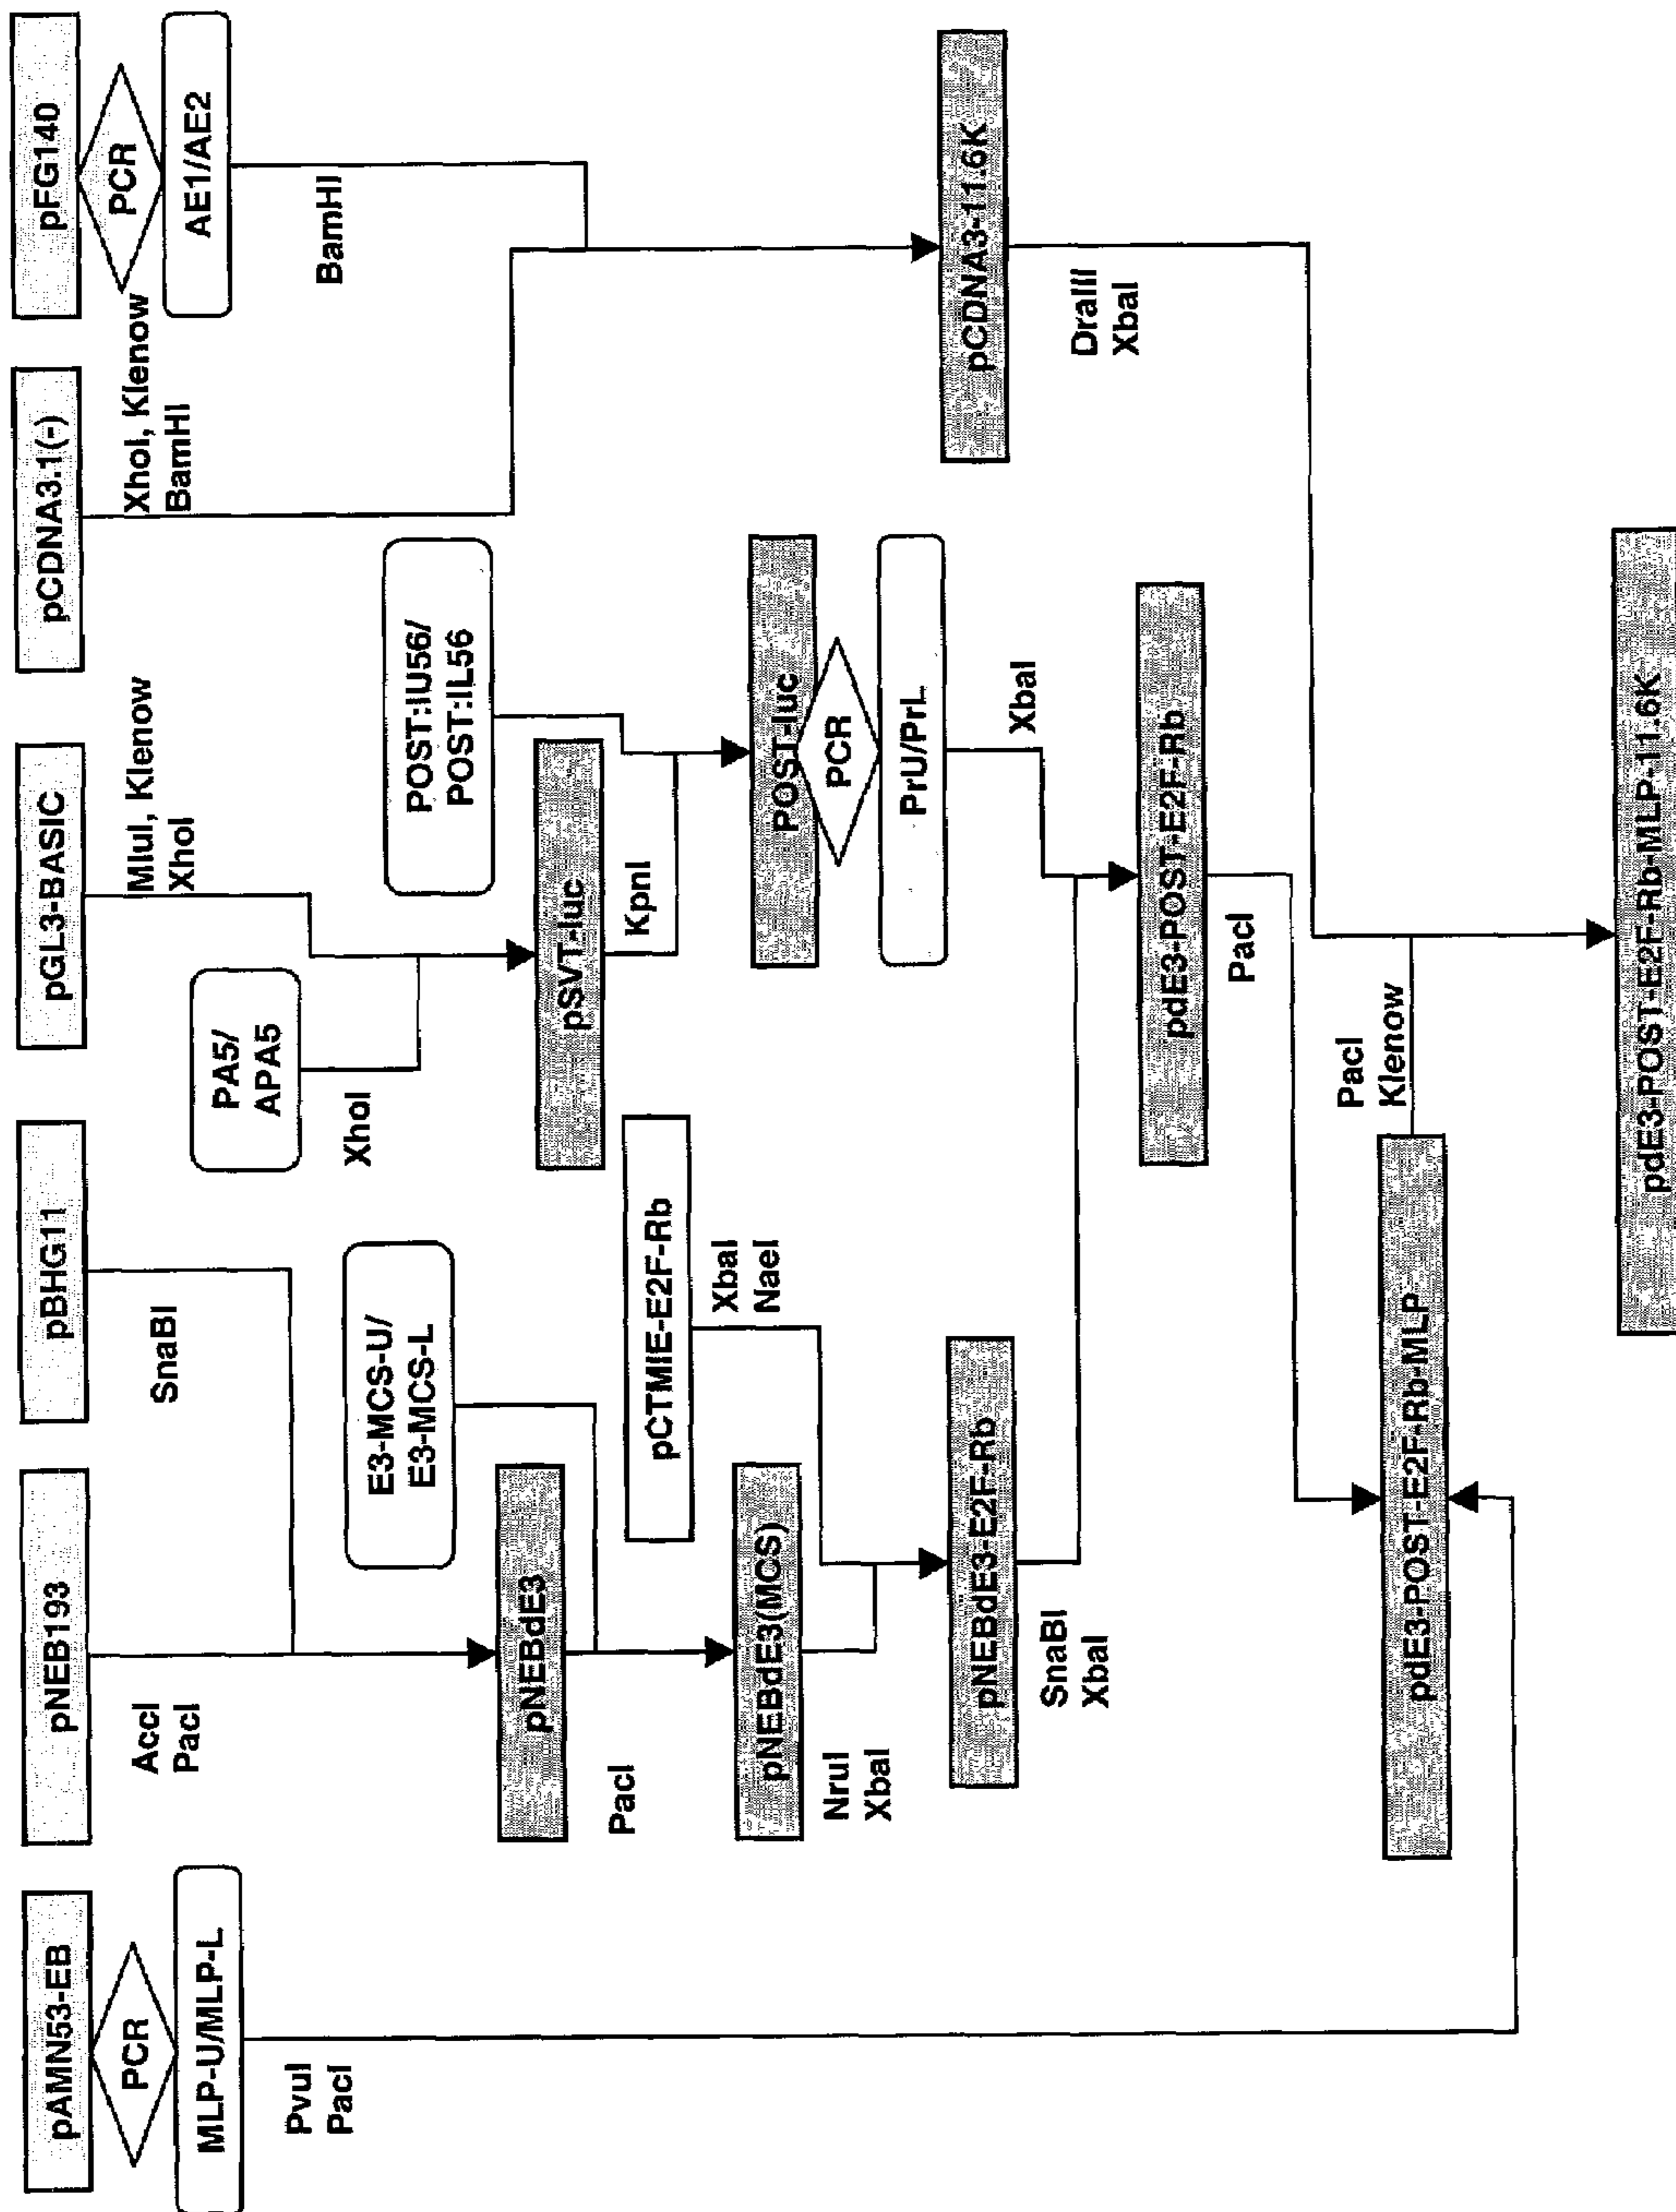 pAMN53-EB
PCR
MLP-U/MLP-L
PvuI
PacI
pNEB193
AccI
PacI
pBHG11
SnaBI
pGL3-BASIC
MluI, Klenow
XhoI
pCDNA3.1(-)
XhoI, Klenow
BamHI
pFG140
PCR
AE1/AE2
BamHI
PA5/
APA5
XhoI
E3-MCS-U/
E3-MCS-L
POST:IU56/
POST:IL56
pNEBdE3
PacI
pSVT-luc
KpnI
pCTMIE-E2F-Rb
XbaI
NaeI
pNEBdE3(MCS)
NruI
XbaI
POST-luc
PCR
PrU/PrL
XbaI
pCDNA3-11.6K
DraIII
XbaI
pNEBdE3-E2F-Rb
SnaBI
XbaI
pdE3-POST-E2F-Rb
PacI
pdE3-POST-E2F-Rb-MLP
PacI
Klenow
pdE3-POST-E2F-Rb-MLP-11.6K